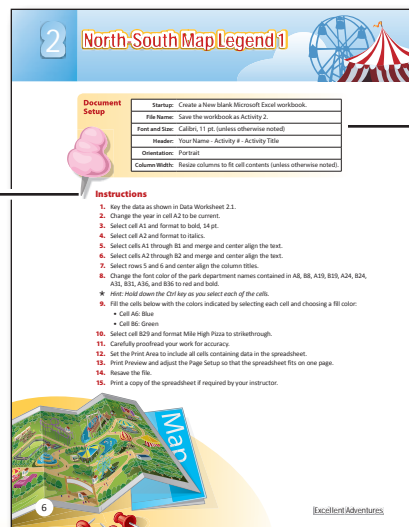 2
North-South Map Legend 1
Document
Setup
Startup: Create a New blank Microsoft Excel workbook.
File Name: Save the workbook as Activity 2.
Font and Size: Calibri, 11 pt. (unless otherwise noted)
Header: Your Name - Activity # - Activity Title
Orientation: Portrait
Column Width: Resize columns to fit cell contents (unless otherwise noted).
Instructions
1. Key the data as shown in Data Worksheet 2.1.
2. Change the year in cell A2 to be current.
3. Select cell A1 and format to bold, 14 pt.
4. Select cell A2 and format to italics.
5. Select cells A1 through B1 and merge and center align the text.
6. Select cells A2 through B2 and merge and center align the text.
7. Select rows 5 and 6 and center align the column titles.
8. Change the font color of the park department names contained in A8, B8, A19, B19, A24, B24,
A31, B31, A36, and B36 to red and bold.
★ Hint: Hold down the Ctrl key as you select each of the cells.
9. Fill the cells below with the colors indicated by selecting each cell and choosing a fill color:
• Cell A6: Blue
• Cell B6: Green
10. Select cell B29 and format Mile High Pizza to strikethrough.
11. Carefully proofread your work for accuracy.
12. Set the Print Area to include all cells containing data in the spreadsheet.
13. Print Preview and adjust the Page Setup so that the spreadsheet fits on one page.
14. Resave the file.
15. Print a copy of the spreadsheet if required by your instructor.
Map
6
Excellent Adventures